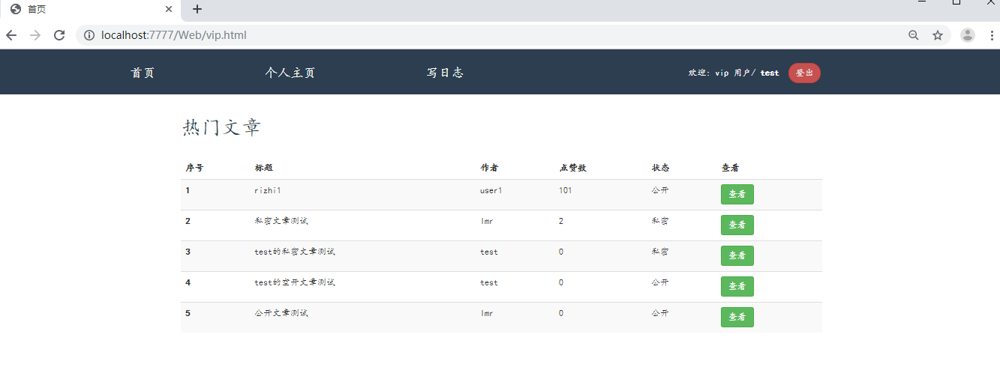 首页
localhost:7777/Web/vip.html
首页 个人主页 写日志 欢迎: vip 用户/ test 登出
热门文章
序号 标题 作者 点赞数 状态 查看
1 rizhi1 user1 101 公开 查看
2 私密文章测试 lmr 2 私密 查看
3 test的私密文章测试 test 0 私密 查看
4 test的空开文章测试 test 0 公开 查看
5 公开文章测试 lmr 0 公开 查看